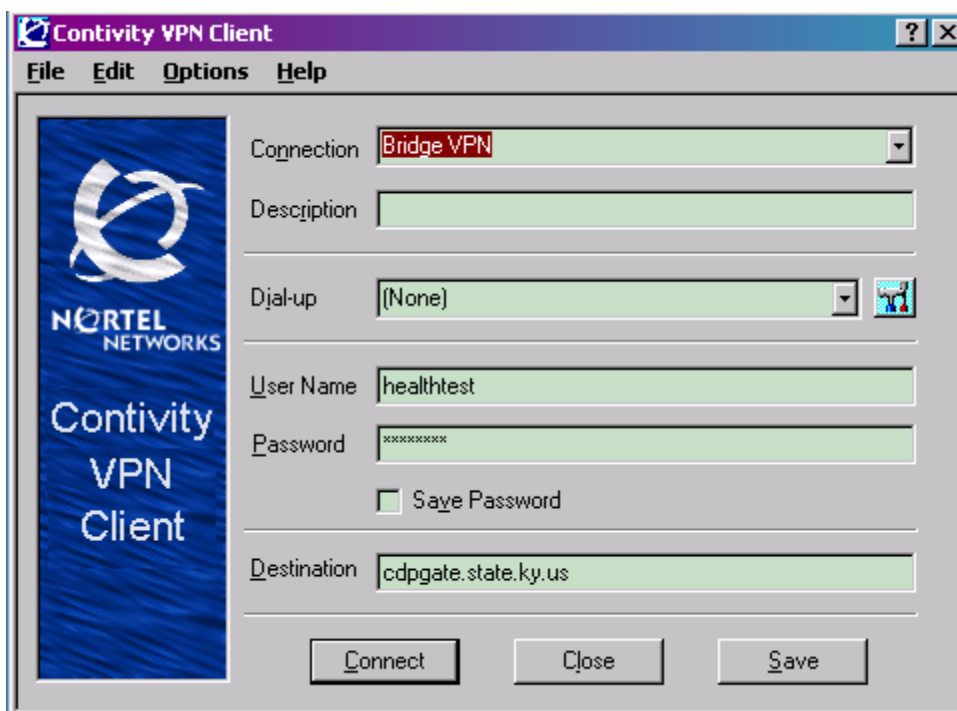 Contivity VPN Client
File Edit Options Help
Connection Bridge VPN
Description
Dial-up (None)
NORTEL
NETWORKS
Contivity
VPN
Client
User Name healthtest
Password ********
Save Password
Destination cdpgate.state.ky.us
Connect Close Save